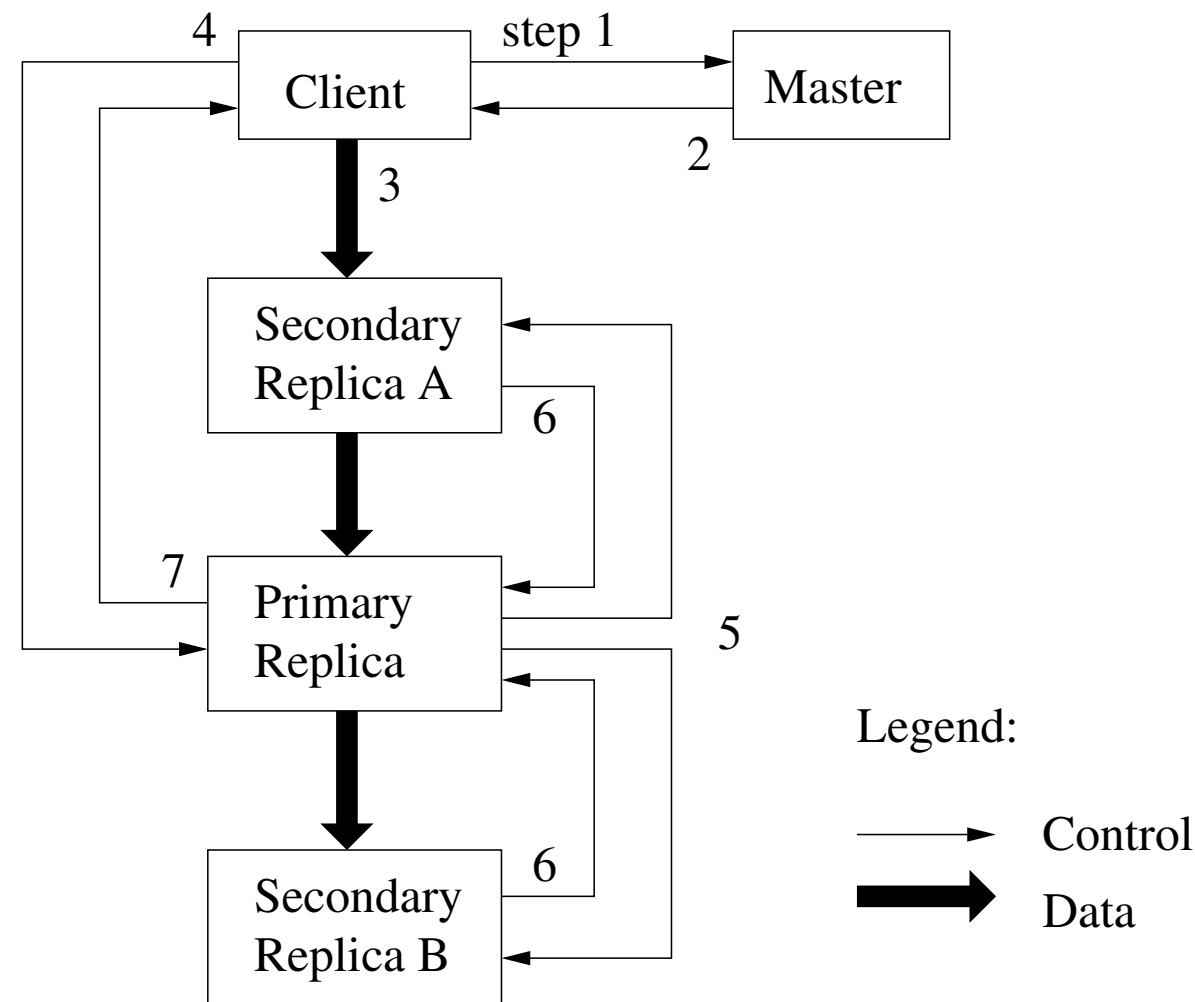 4
step 1
Client
Master
2
3
Secondary
Replica A
6
7
Primary
Replica
5
Legend:
Control
6
Secondary
Replica B
Data